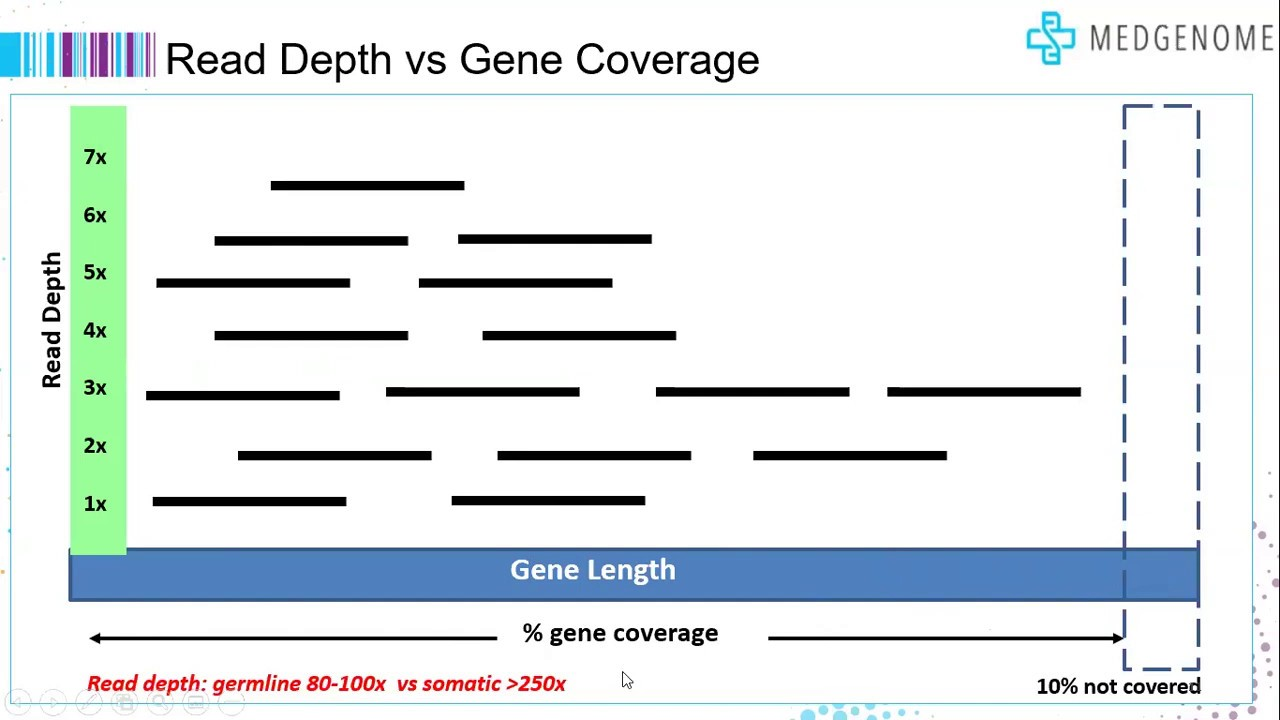 Read Depth vs Gene Coverage
MEDGENOME
7x
6x
5x
4x
3x
2x
1x
Read Depth
Gene Length
% gene coverage
Read depth: germline 80-100x vs somatic >250x
10% not covered